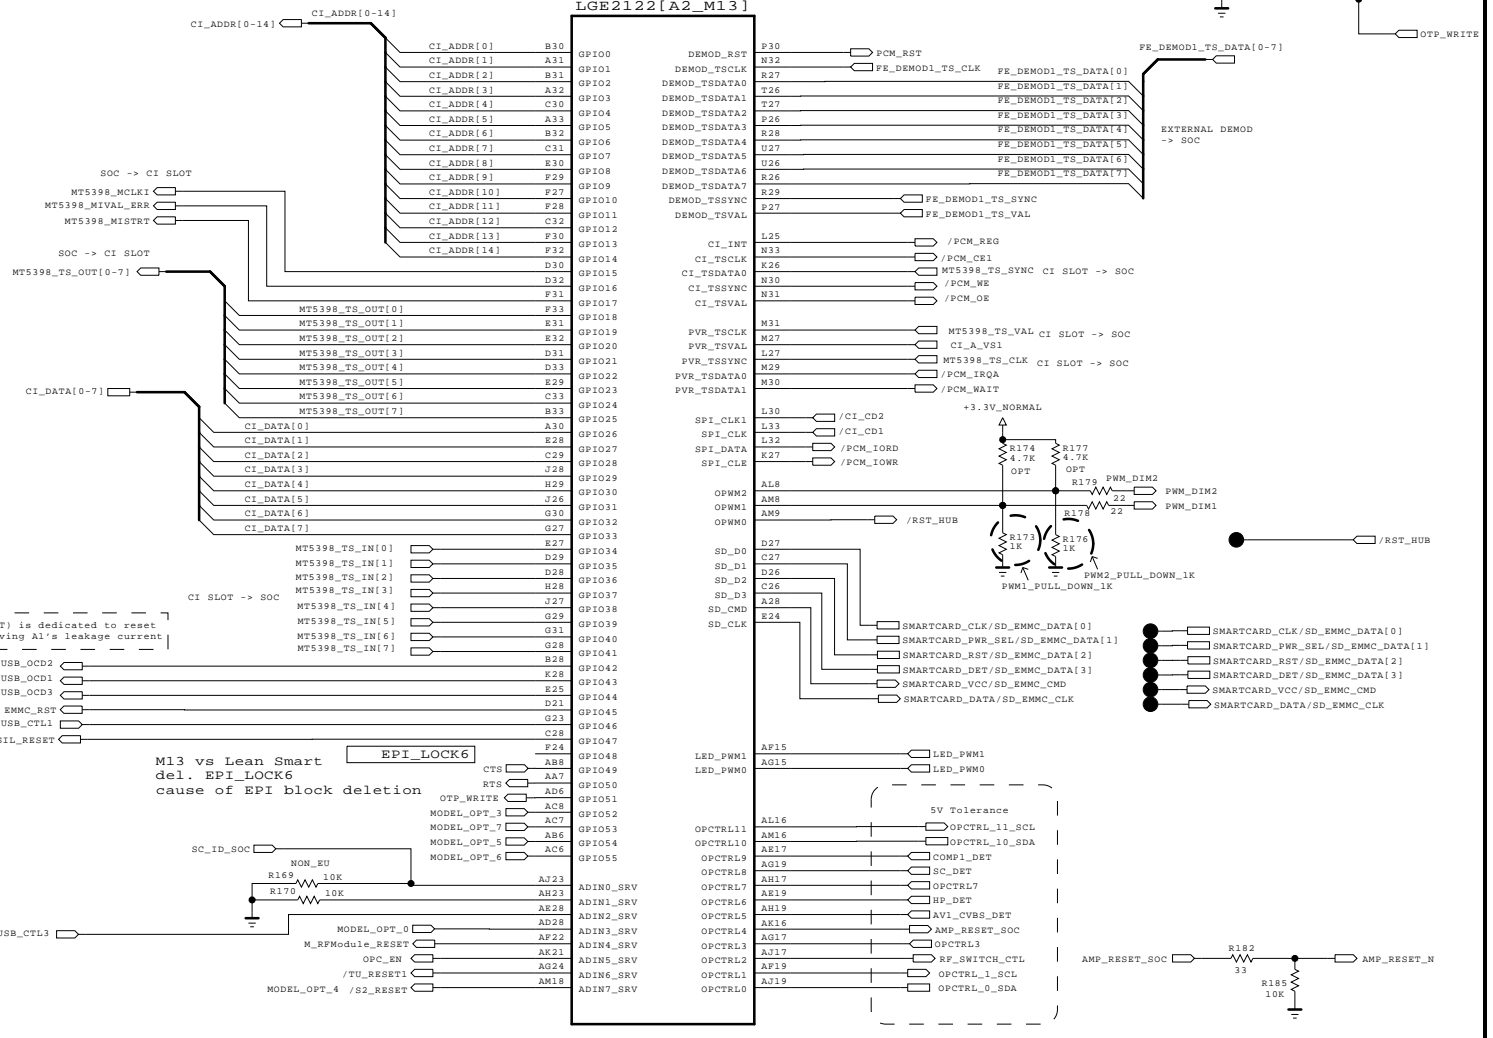 LGE2122[A2_M13]
CI_ADDR[0-14]
CI_ADDR[0-14]
CI_ADDR[0] B30 GPIO0
CI_ADDR[1] A31 GPIO1
CI_ADDR[2] B31 GPIO2
CI_ADDR[3] A32 GPIO3
CI_ADDR[4] C30 GPIO4
CI_ADDR[5] A33 GPIO5
CI_ADDR[6] B32 GPIO6
CI_ADDR[7] C31 GPIO7
CI_ADDR[8] E30 GPIO8
CI_ADDR[9] F29 GPIO9
CI_ADDR[10] F27 GPIO10
CI_ADDR[11] F28 GPIO11
CI_ADDR[12] C32 GPIO12
CI_ADDR[13] F30 GPIO13
CI_ADDR[14] F32 GPIO14
D30 GPIO15
D32 GPIO16
F31 GPIO17
SOC -> CI SLOT
MT5398_MCLKI
MT5398_MIVAL_ERR
MT5398_MISTRT
SOC -> CI SLOT
MT5398_TS_OUT[0-7]
MT5398_TS_OUT[0] F33 GPIO18
MT5398_TS_OUT[1] E31 GPIO19
MT5398_TS_OUT[2] E32 GPIO20
MT5398_TS_OUT[3] D31 GPIO21
MT5398_TS_OUT[4] D33 GPIO22
MT5398_TS_OUT[5] E29 GPIO23
MT5398_TS_OUT[6] C33 GPIO24
MT5398_TS_OUT[7] B33 GPIO25
CI_DATA[0-7]
CI_DATA[0] A30 GPIO26
CI_DATA[1] E28 GPIO27
CI_DATA[2] C29 GPIO28
CI_DATA[3] J28 GPIO29
CI_DATA[4] H29 GPIO30
CI_DATA[5] J26 GPIO31
CI_DATA[6] G30 GPIO32
CI_DATA[7] G27 GPIO33
MT5398_TS_IN[0] E27 GPIO34
MT5398_TS_IN[1] D29 GPIO35
MT5398_TS_IN[2] D28 GPIO36
MT5398_TS_IN[3] H28 GPIO37
CI SLOT -> SOC
MT5398_TS_IN[4] J27 GPIO38
MT5398_TS_IN[5] G29 GPIO39
MT5398_TS_IN[6] G31 GPIO40
MT5398_TS_IN[7] G28 GPIO41
T) is dedicated to reset
ving A1's leakage current
USB_OCD2 B28 GPIO42
USB_OCD1 K28 GPIO43
USB_OCD3 E25 GPIO44
EMMC_RST D21 GPIO45
USB_CTL1 G23 GPIO46
SIL_RESET C28 GPIO47
EPI_LOCK6 F24 GPIO48
M13 vs Lean Smart
del. EPI_LOCK6
cause of EPI block deletion
CTS AB8 GPIO49
RTS AA7 GPIO50
OTP_WRITE AD6 GPIO51
MODEL_OPT_3 AC8 GPIO52
MODEL_OPT_7 AC7 GPIO53
MODEL_OPT_5 AB6 GPIO54
MODEL_OPT_6 AC6 GPIO55
SC_ID_SOC
NON_EU
R169 10K AJ23 ADIN0_SRV
R170 10K AH23 ADIN1_SRV
USB_CTL3 AE28 ADIN2_SRV
MODEL_OPT_0 AD28 ADIN3_SRV
M_RFModule_RESET AF22 ADIN4_SRV
OPC_EN AK21 ADIN5_SRV
/TU_RESET1 AG24 ADIN6_SRV
MODEL_OPT_4 /S2_RESET AM18 ADIN7_SRV
DEMOD_RST P30 PCM_RST
DEMOD_TSCLK N32 FE_DEMOD1_TS_CLK
DEMOD_TSDATA0 R27 FE_DEMOD1_TS_DATA[0]
DEMOD_TSDATA1 T26 FE_DEMOD1_TS_DATA[1]
DEMOD_TSDATA2 T27 FE_DEMOD1_TS_DATA[2]
DEMOD_TSDATA3 P26 FE_DEMOD1_TS_DATA[3]
DEMOD_TSDATA4 R28 FE_DEMOD1_TS_DATA[4]
DEMOD_TSDATA5 U27 FE_DEMOD1_TS_DATA[5]
DEMOD_TSDATA6 U26 FE_DEMOD1_TS_DATA[6]
DEMOD_TSDATA7 R26 FE_DEMOD1_TS_DATA[7]
DEMOD_TSSYNC R29 FE_DEMOD1_TS_SYNC
DEMOD_TSVAL P27 FE_DEMOD1_TS_VAL
FE_DEMOD1_TS_DATA[0-7]
EXTERNAL DEMOD
-> SOC
OTP_WRITE
CI_INT L25 /PCM_REG
CI_TSCLK N33 /PCM_CE1
CI_TSDATA0 K26 MT5398_TS_SYNC CI SLOT -> SOC
CI_TSSYNC N30 /PCM_WE
CI_TSVAL N31 /PCM_OE
PVR_TSCLK M31 MT5398_TS_VAL CI SLOT -> SOC
PVR_TSVAL M27 CI_A_VS1
PVR_TSSYNC L27 MT5398_TS_CLK CI SLOT -> SOC
PVR_TSDATA0 M29 /PCM_IRQA
PVR_TSDATA1 M30 /PCM_WAIT
SPI_CLK1 L30 /CI_CD2
SPI_CLK L33 /CI_CD1
SPI_DATA L32 /PCM_IORD
SPI_CLE K27 /PCM_IOWR
+3.3V_NORMAL
R174 4.7K OPT
R177 4.7K OPT
OPWM2 AL8 R179 22 PWM_DIM2 PWM_DIM2
OPWM1 AM8 R178 22 PWM_DIM1
OPWM0 AM9 /RST_HUB
R173 1K
R176 1K
PWM2_PULL_DOWN_1K
PWM1_PULL_DOWN_1K
/RST_HUB
SD_D0 D27
SD_D1 C27
SD_D2 D26
SD_D3 C26
SD_CMD A28
SD_CLK E24
SMARTCARD_CLK/SD_EMMC_DATA[0]
SMARTCARD_PWR_SEL/SD_EMMC_DATA[1]
SMARTCARD_RST/SD_EMMC_DATA[2]
SMARTCARD_DET/SD_EMMC_DATA[3]
SMARTCARD_VCC/SD_EMMC_CMD
SMARTCARD_DATA/SD_EMMC_CLK
SMARTCARD_CLK/SD_EMMC_DATA[0]
SMARTCARD_PWR_SEL/SD_EMMC_DATA[1]
SMARTCARD_RST/SD_EMMC_DATA[2]
SMARTCARD_DET/SD_EMMC_DATA[3]
SMARTCARD_VCC/SD_EMMC_CMD
SMARTCARD_DATA/SD_EMMC_CLK
LED_PWM1 AF15 LED_PWM1
LED_PWM0 AG15 LED_PWM0
5V Tolerance
OPCTRL11 AL16 OPCTRL_11_SCL
OPCTRL10 AM16 OPCTRL_10_SDA
OPCTRL9 AE17 COMP1_DET
OPCTRL8 AG19 SC_DET
OPCTRL7 AH17 OPCTRL7
OPCTRL6 AE19 HP_DET
OPCTRL5 AH19 AV1_CVBS_DET
OPCTRL4 AK16 AMP_RESET_SOC
OPCTRL3 AG17 OPCTRL3
OPCTRL2 AJ17 RF_SWITCH_CTL
OPCTRL1 AF19 OPCTRL_1_SCL
OPCTRL0 AJ19 OPCTRL_0_SDA
AMP_RESET_SOC R182 33 AMP_RESET_N
R185 10K